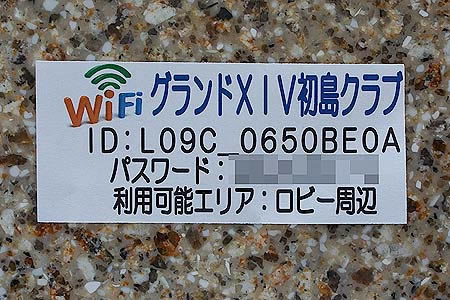 WiFi グランドXIV初島クラブ
ID:L09C_0650BE0A
パスワード:
利用可能エリア:ロビー周辺